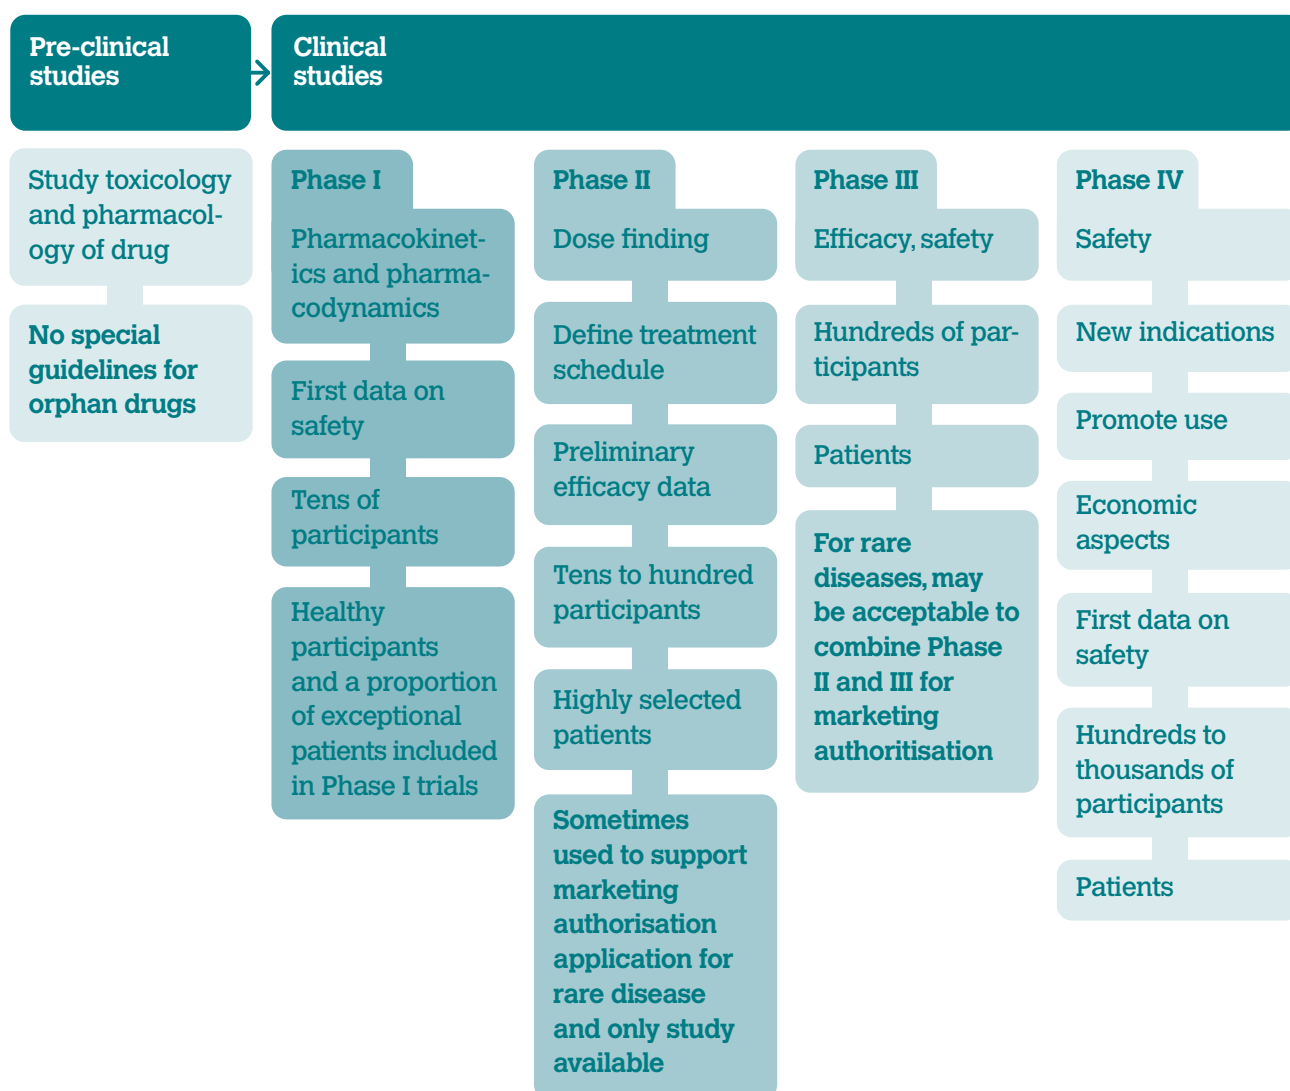 Pre-clinical
studies
Clinical
studies
Study toxicology
and pharmacol-
ogy of drug
No special
guidelines for
orphan drugs
Phase I
Pharmacokinet-
ics and pharma-
codynamics
First data on
safety
Tens of
participants
Healthy
participants
and a proportion
of exceptional
patients included
in Phase I trials
Phase II
Dose finding
Define treatment
schedule
Preliminary
efficacy data
Tens to hundred
participants
Highly selected
patients
Sometimes
used to support
marketing
authorisation
application for
rare disease
and only study
available
Phase III
Efficacy, safety
Hundreds of par-
ticipants
Patients
For rare
diseases, may
be acceptable to
combine Phase
II and III for
marketing
authoritisation
Phase IV
Safety
New indications
Promote use
Economic
aspects
First data on
safety
Hundreds to
thousands of
participants
Patients